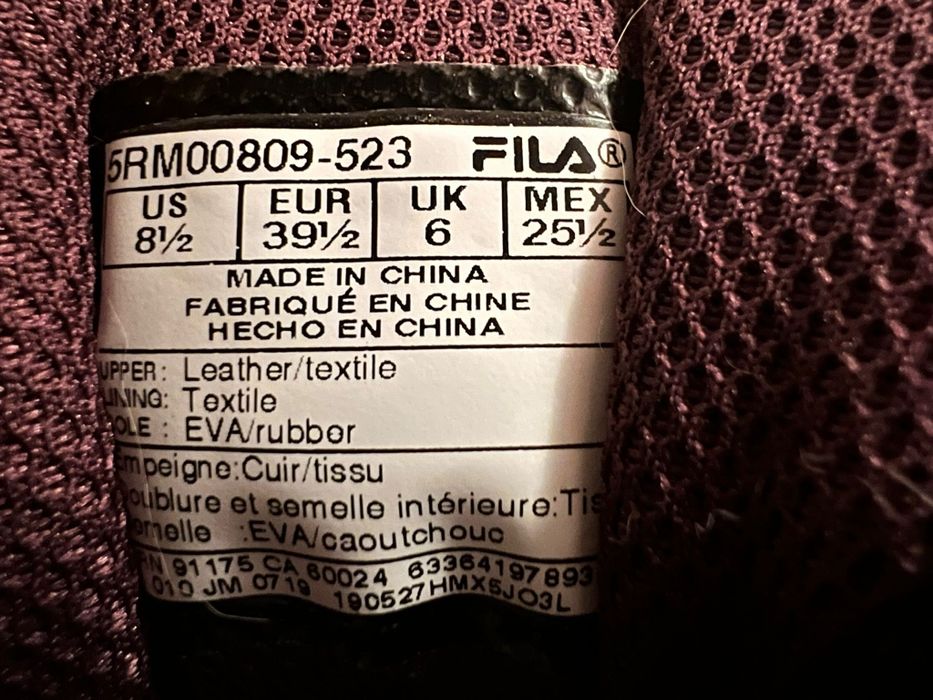 5RM00809-523 FILA®
US EUR UK MEX
8½ 39½ 6 25½
MADE IN CHINA
FABRIQUÉ EN CHINE
HECHO EN CHINA
UPPER: Leather/textile
LINING: Textile
SOLE : EVA/rubber
Empeigne:Cuir/tissu
Doublure et semelle intérieure:
Semelle :EVA/caoutchouc
91175 CA 60024 63364197893
010 JM 0719 190527HMX5JO3L